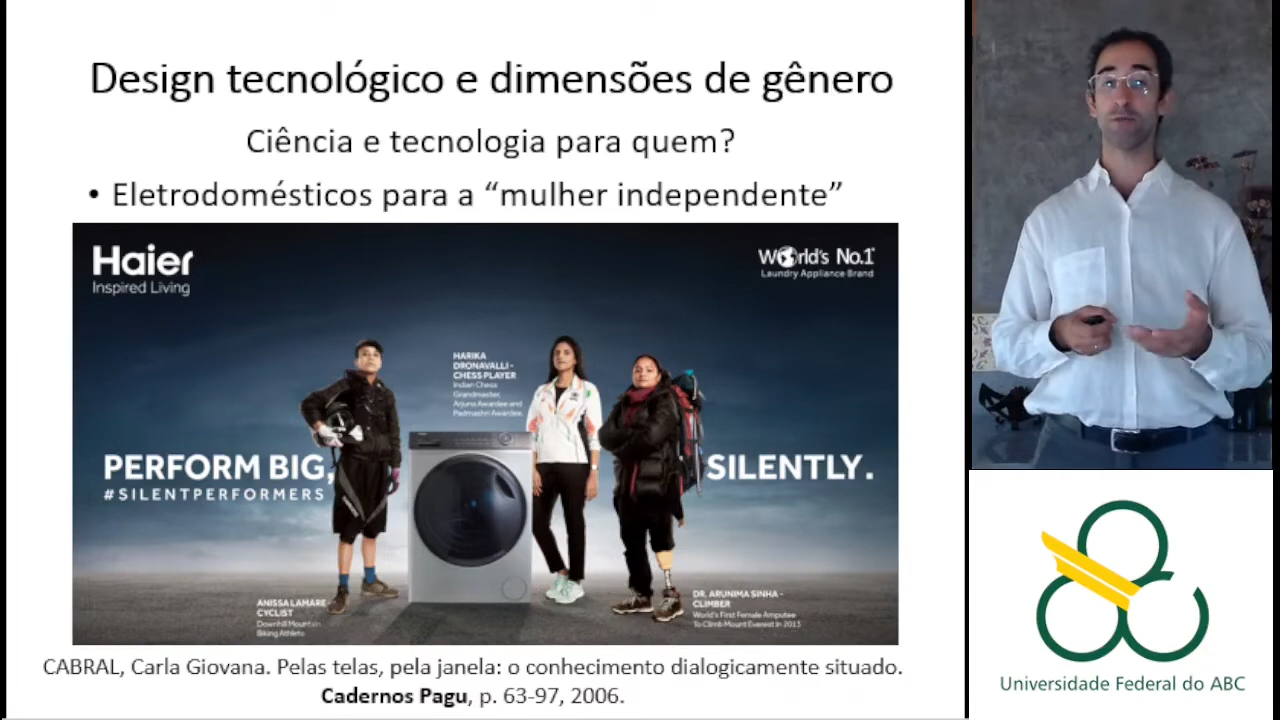 Design tecnológico e dimensões de gênero
Ciência e tecnologia para quem?
• Eletrodomésticos para a “mulher independente”
Haier
Inspired Living
World's No.1
Laundry Appliance Brand
HARIKA
DRONAVALLI -
CHESS PLAYER
Indian Chess
Grandmaster,
Arjuna Awardee and
Padmashri Awardee.
PERFORM BIG,
#SILENTPERFORMERS
SILENTLY.
ANISSA LAMARE
CYCLIST
Downhill Mountain
Biking Athlete
DR. ARUNIMA SINHA -
CLIMBER
World's First Female Amputee
To Climb Mount Everest in 2013
CABRAL, Carla Giovana. Pelas telas, pela janela: o conhecimento dialogicamente situado.
Cadernos Pagu, p. 63-97, 2006.
Universidade Federal do ABC